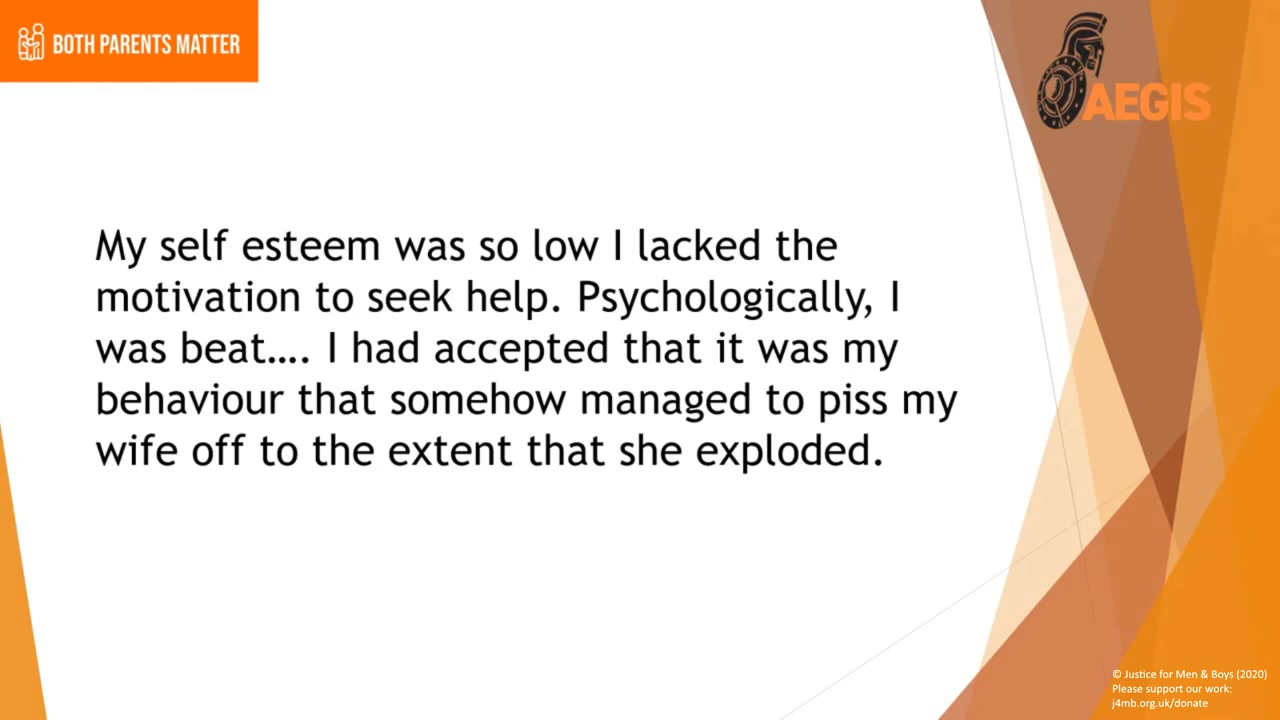 BOTH PARENTS MATTER
AEGIS
My self esteem was so low I lacked the
motivation to seek help. Psychologically, I
was beat…. I had accepted that it was my
behaviour that somehow managed to piss my
wife off to the extent that she exploded.
© Justice for Men & Boys (2020)
Please support our work:
j4mb.org.uk/donate